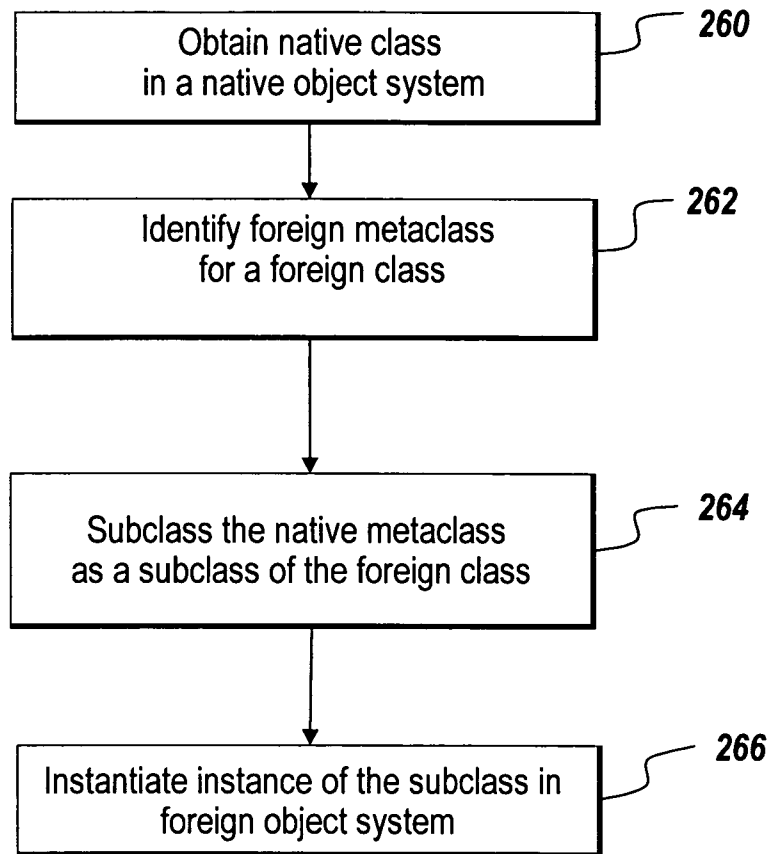 Obtain native class
in a native object system
260
Identify foreign metaclass
for a foreign class
262
Subclass the native metaclass
as a subclass of the foreign class
264
Instantiate instance of the subclass in
foreign object system
266